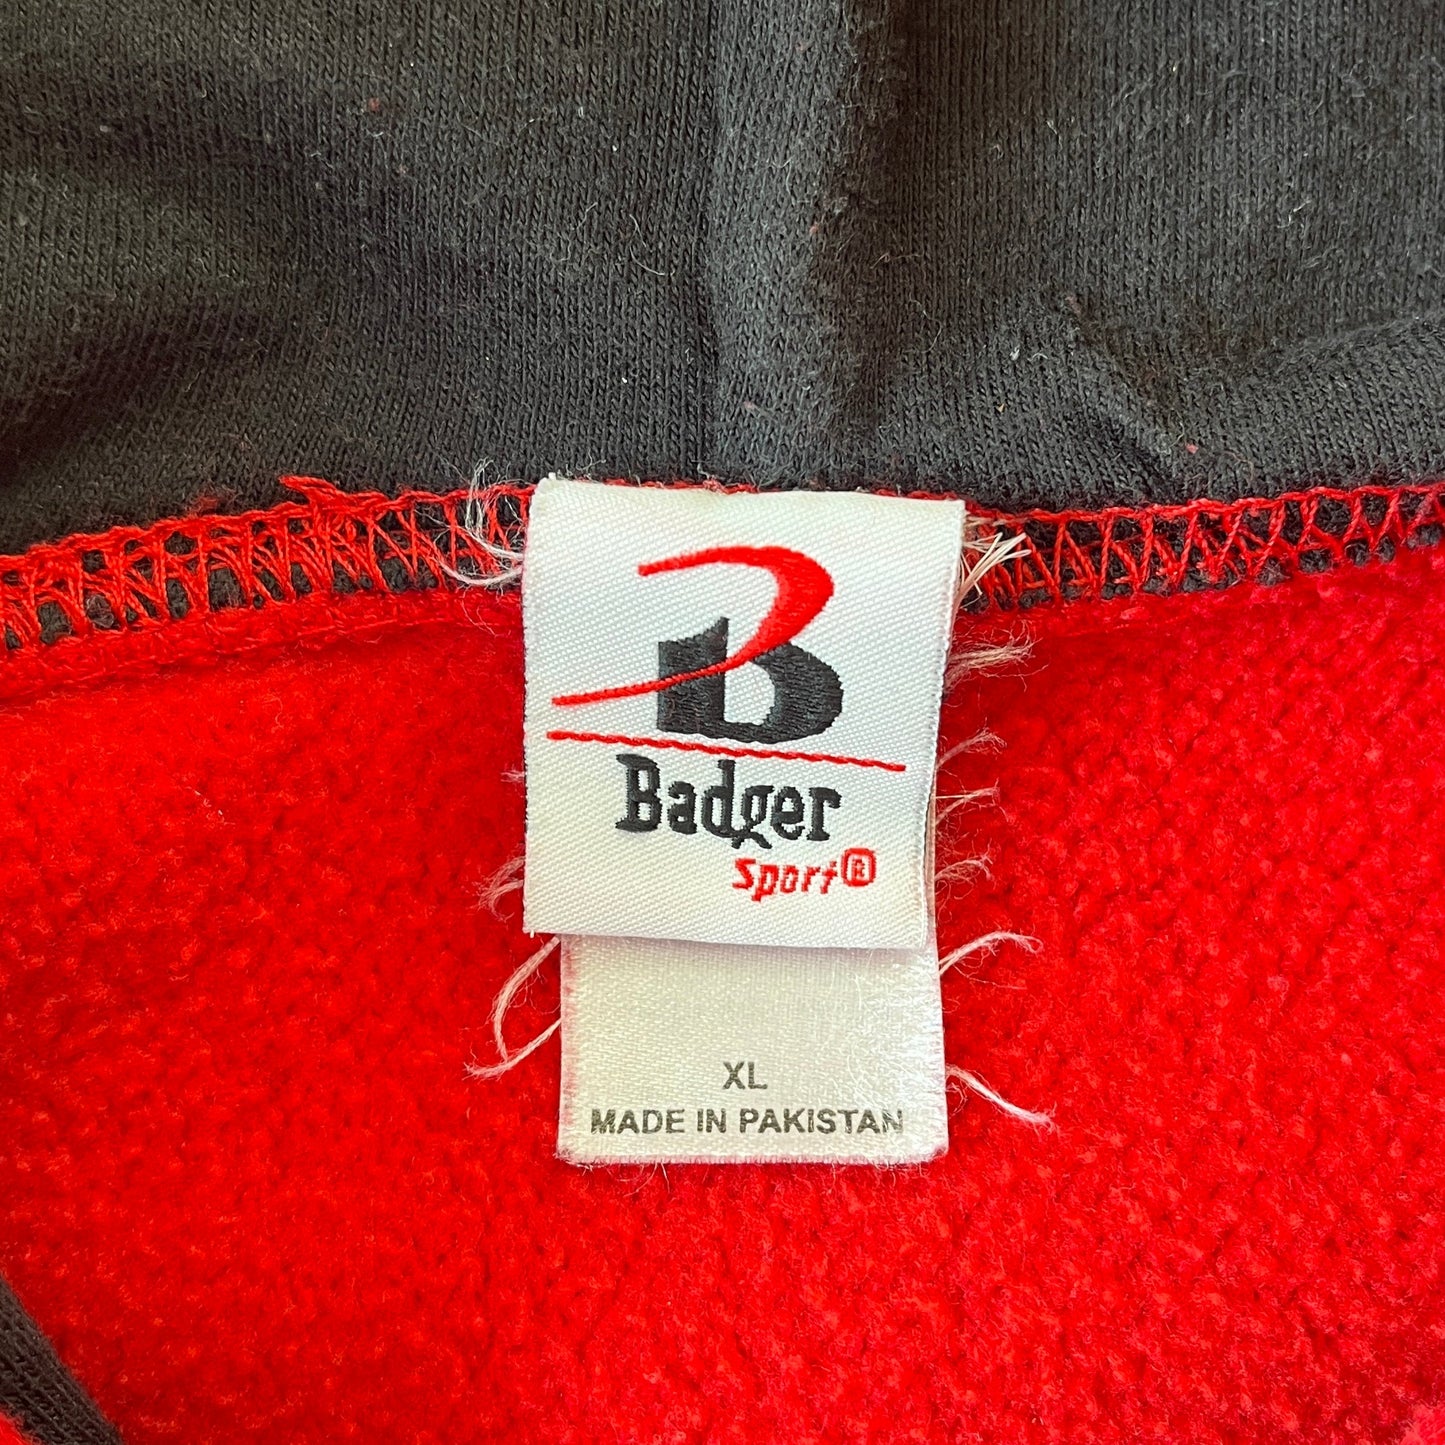 B
Badger
Sport®
XL
MADE IN PAKISTAN